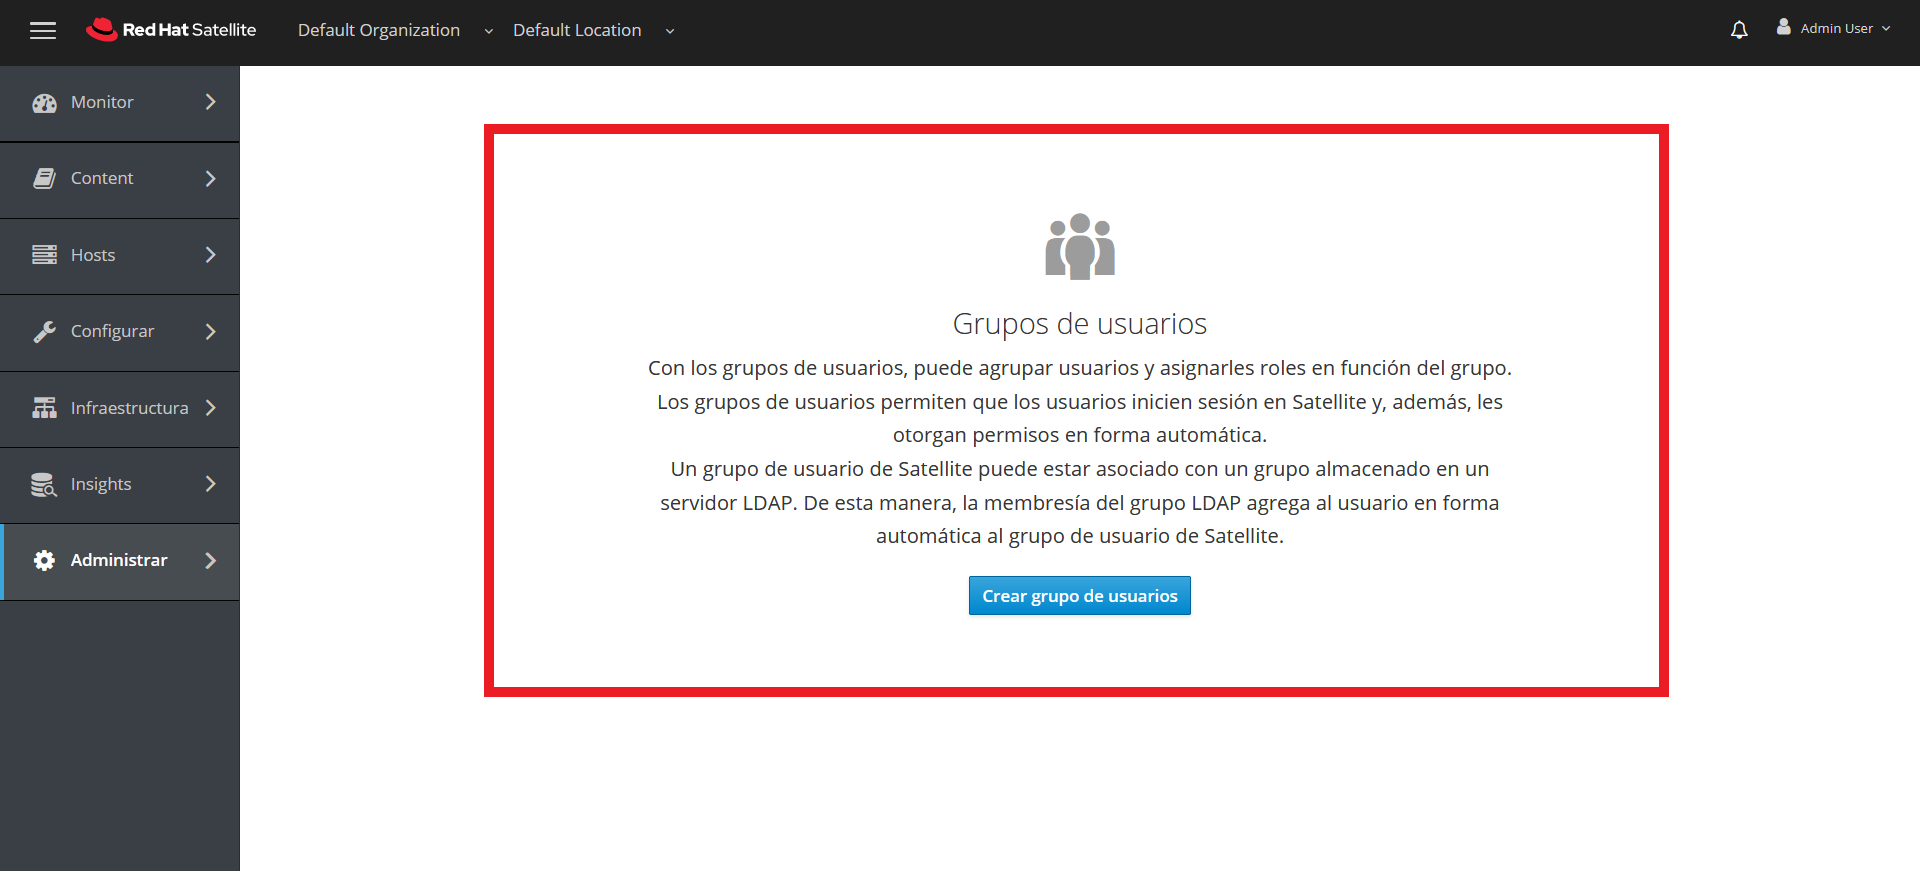 Red Hat Satellite
Default Organization
Default Location
Admin User
Monitor
Content
Hosts
Configurar
Infraestructura
Insights
Administrar
Grupos de usuarios
Con los grupos de usuarios, puede agrupar usuarios y asignarles roles en función del grupo.
Los grupos de usuarios permiten que los usuarios inicien sesión en Satellite y, además, les
otorgan permisos en forma automática.
Un grupo de usuario de Satellite puede estar asociado con un grupo almacenado en un
servidor LDAP. De esta manera, la membresía del grupo LDAP agrega al usuario en forma
automática al grupo de usuario de Satellite.
Crear grupo de usuarios